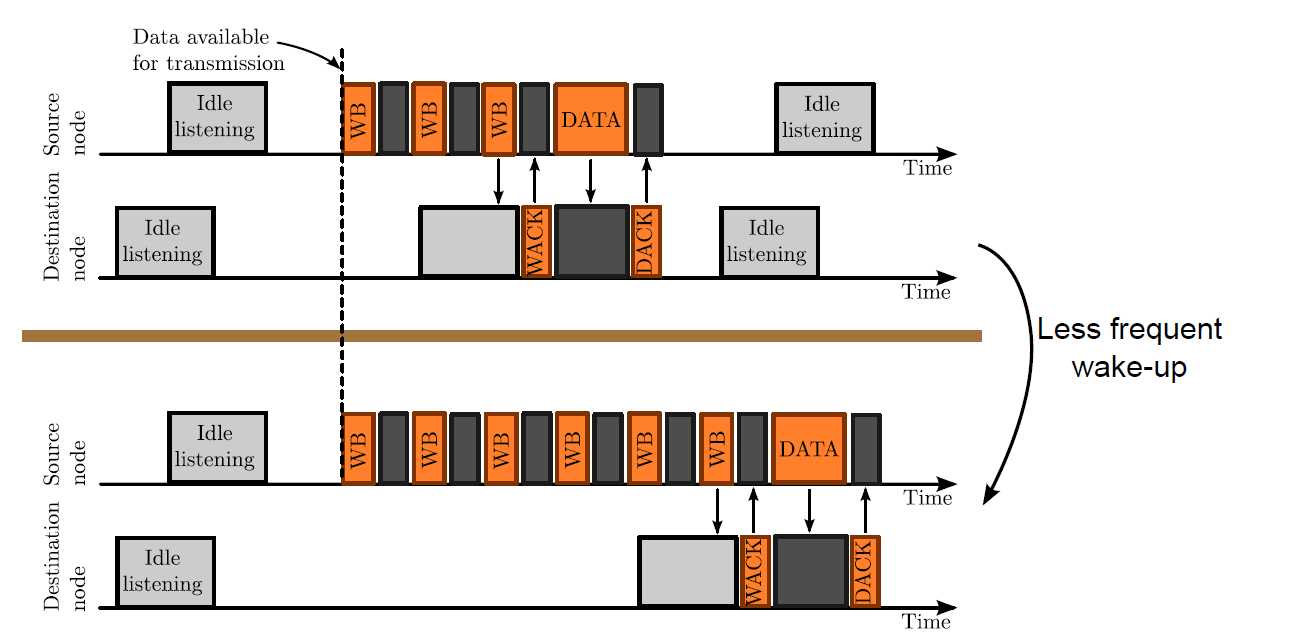 Data available
for transmission
Source
node
Idle
listening
WB
WB
WB
DATA
Idle
listening
Time
Destination
node
Idle
listening
WACK
DACK
Idle
listening
Time
Less frequent
wake-up
Source
node
Idle
listening
WB
WB
WB
WB
WB
WB
DATA
Time
Destination
node
Idle
listening
WACK
DACK
Time